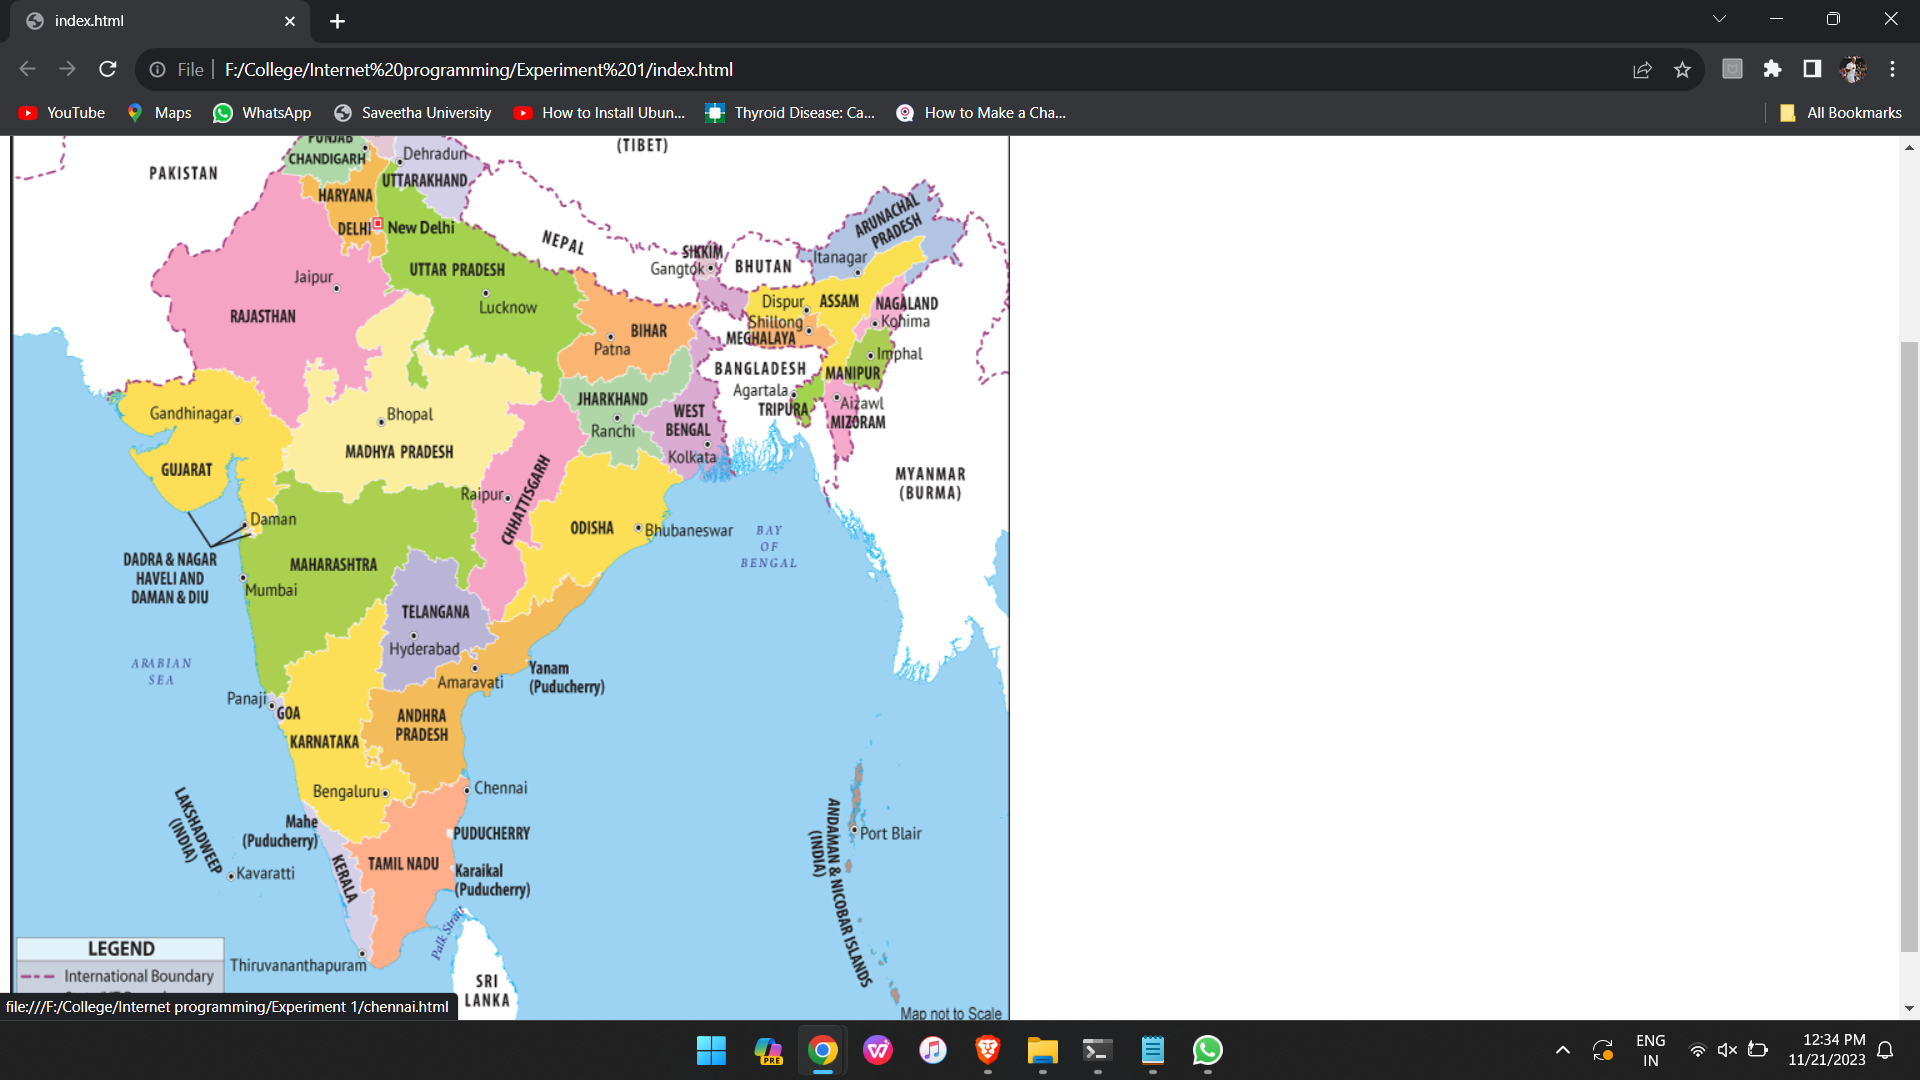 index.html
File
F:/College/Internet%20programming/Experiment%201/index.html
YouTube
Maps
WhatsApp
Saveetha University
How to Install Ubun...
Thyroid Disease: Ca...
How to Make a Cha...
All Bookmarks
(TIBET)
PUNJAB
CHANDIGARH
Dehradun
PAKISTAN
UTTARAKHAND
HARYANA
DELHI
New Delhi
ARUNACHAL
PRADESH
NEPAL
SIKKIM
Gangtok
BHUTAN
Itanagar
UTTAR PRADESH
Jaipur
Lucknow
RAJASTHAN
Dispur
ASSAM
NAGALAND
Kohima
Shillong
MEGHALAYA
BIHAR
Patna
Imphal
MANIPUR
BANGLADESH
Agartala
TRIPURA
Aizawl
MIZORAM
JHARKHAND
Ranchi
WEST
BENGAL
Kolkata
Gandhinagar
Bhopal
MADHYA PRADESH
GUJARAT
MYANMAR
(BURMA)
Raipur
CHHATTISGARH
Daman
ODISHA
Bhubaneswar
BAY
OF
BENGAL
DADRA & NAGAR
HAVELI AND
DAMAN & DIU
MAHARASHTRA
Mumbai
TELANGANA
Hyderabad
ARABIAN
SEA
Amaravati
Yanam
(Puducherry)
Panaji
GOA
ANDHRA
PRADESH
KARNATAKA
Bengaluru
Chennai
LAKSHADWEEP
(INDIA)
Mahe
(Puducherry)
PUDUCHERRY
ANDAMAN & NICOBAR ISLANDS
(INDIA)
Port Blair
KERALA
TAMIL NADU
Kavaratti
Karaikal
(Puducherry)
Palk Strait
LEGEND
International Boundary
Thiruvananthapuram
SRI
LANKA
Map not to Scale
file:///F:/College/Internet programming/Experiment 1/chennai.html
PRE
ENG
IN
12:34 PM
11/21/2023